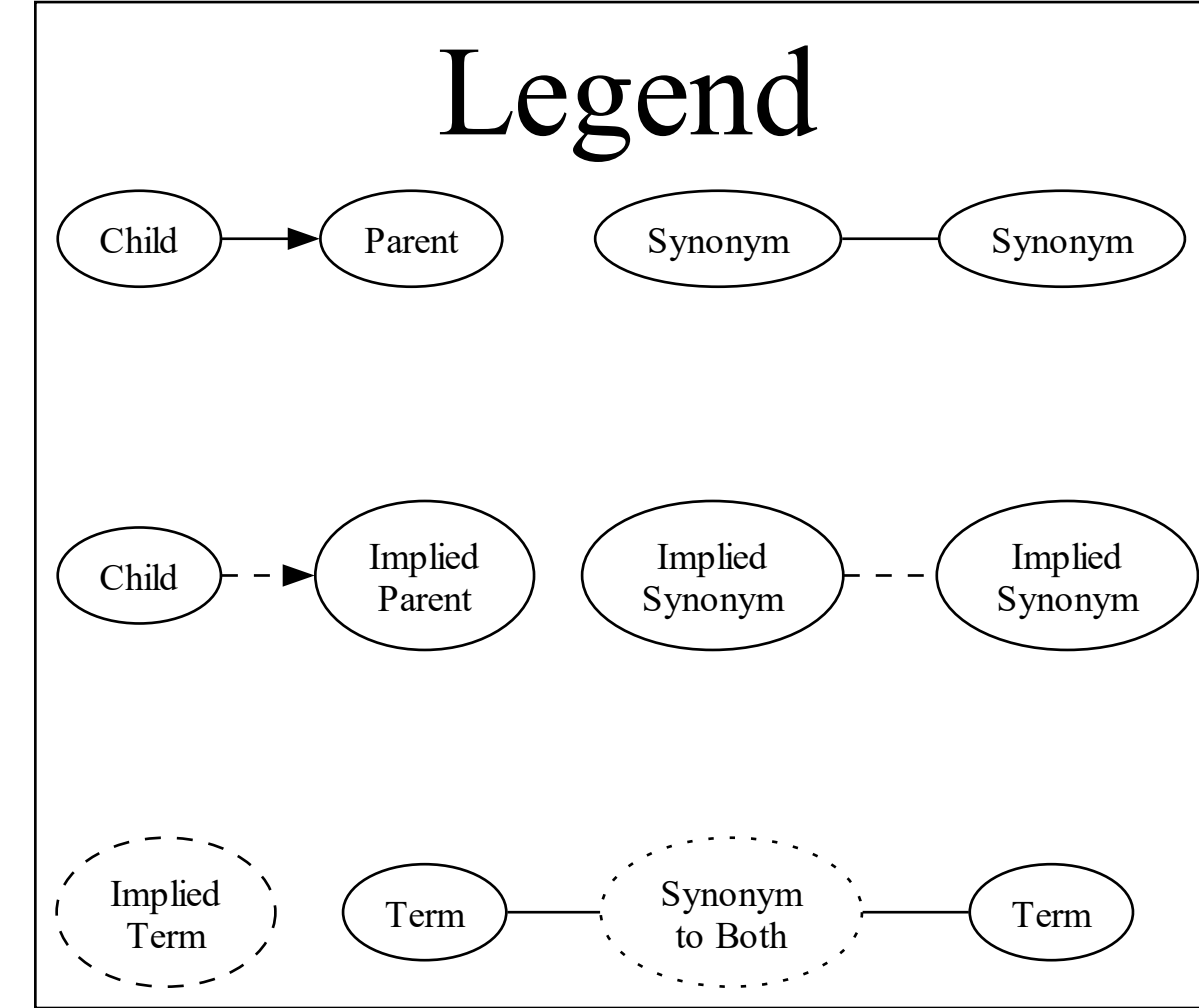 Legend
Child
Parent
Synonym
Synonym
Child
Implied
Parent
Implied
Synonym
Implied
Synonym
Implied
Term
Term
Synonym
to Both
Term